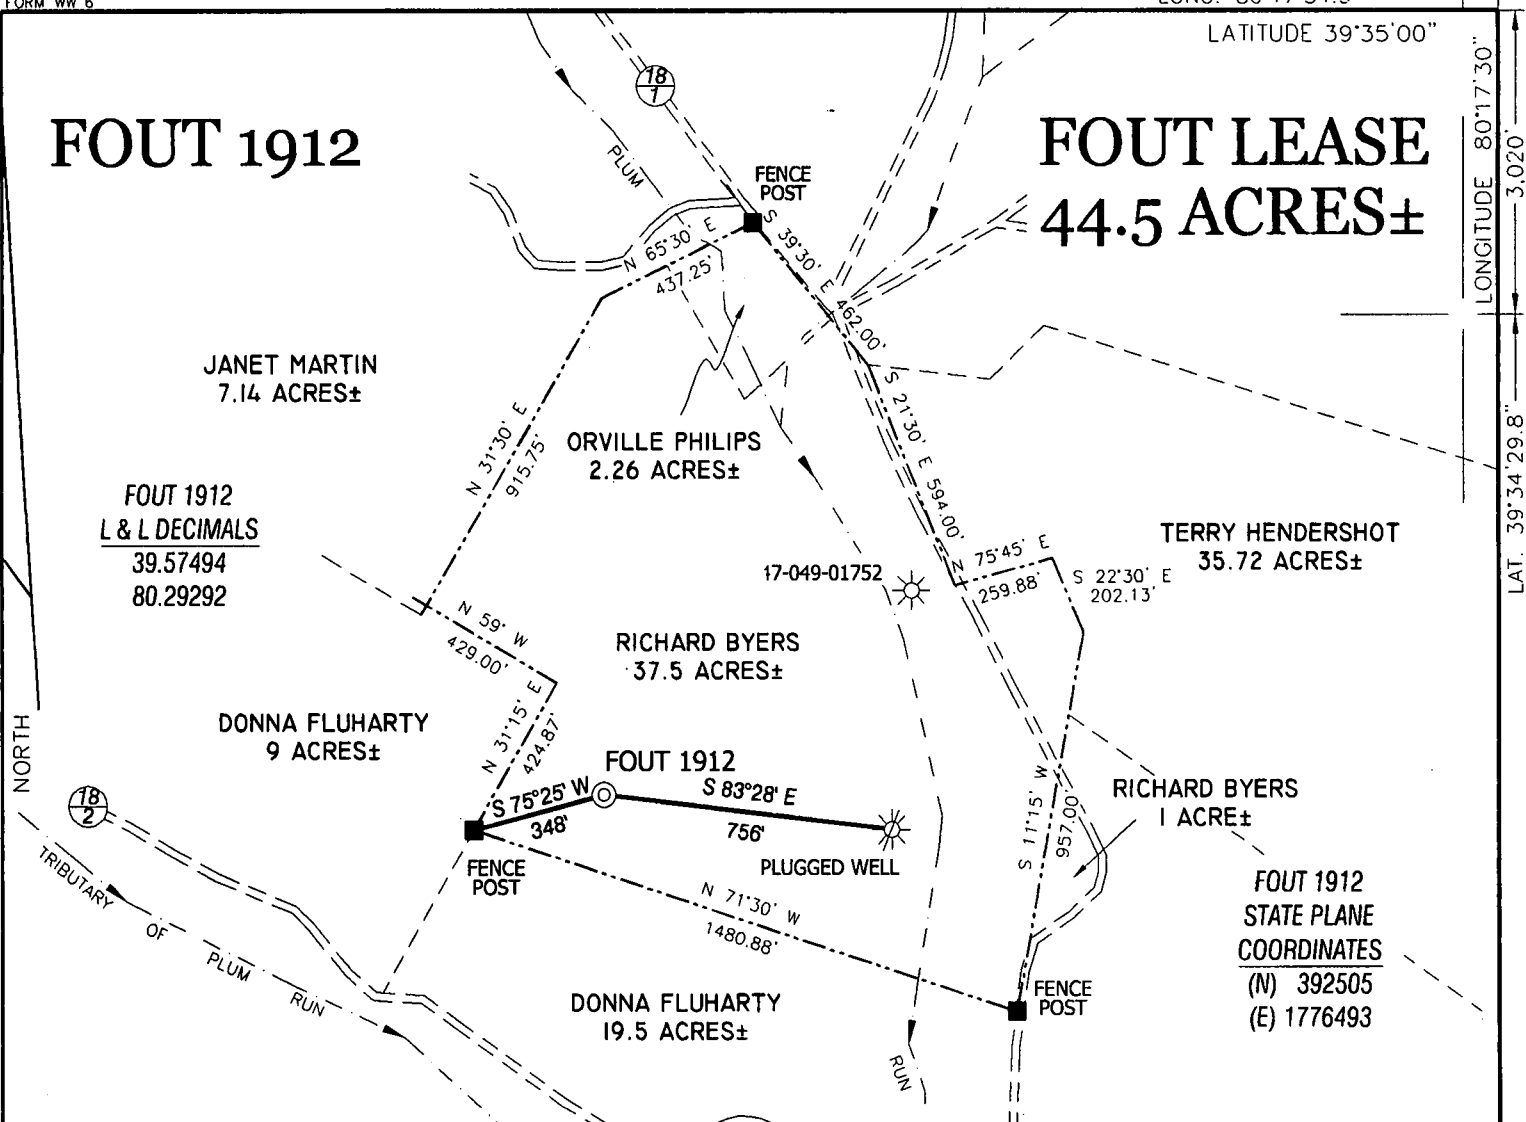 FORM WW 6
LATITUDE 39°35'00"
LONGITUDE 80°17'30"
3,020'
LAT. 39°34'29.8"
FOUT 1912
FOUT LEASE
44.5 ACRES±
18
1
PLUM
FENCE
POST
N 65°30' E
437.25'
S 39°30' E
462.00'
JANET MARTIN
7.14 ACRES±
N 31°30' E
915.75'
ORVILLE PHILIPS
2.26 ACRES±
S 21°30' E 594.00'
FOUT 1912
L & L DECIMALS
39.57494
80.29292
TERRY HENDERSHOT
35.72 ACRES±
N 75°45' E
259.88'
S 22°30' E
202.13'
47-049-01752
N 59° W
429.00'
RICHARD BYERS
37.5 ACRES±
DONNA FLUHARTY
9 ACRES±
N 31°15' E
424.87'
NORTH
FOUT 1912
S 75°25' W
348'
S 83°28' E
756'
PLUGGED WELL
FENCE
POST
RICHARD BYERS
1 ACRE±
S 11°15' W
957.00'
18
2
TRIBUTARY OF PLUM RUN
N 71°30' W
1480.88'
FOUT 1912
STATE PLANE
COORDINATES
(N) 392505
(E) 1776493
DONNA FLUHARTY
19.5 ACRES±
FENCE
POST
RUN